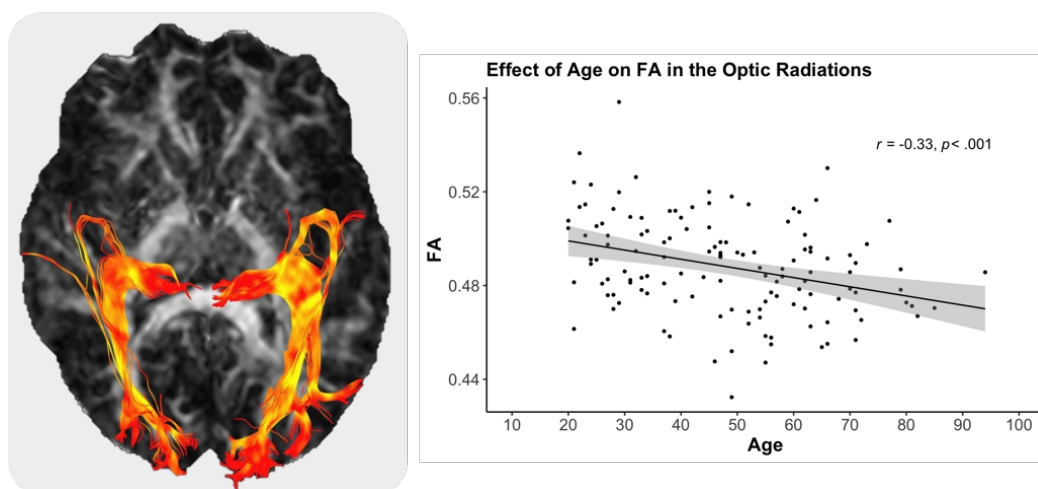 Effect of Age on FA in the Optic Radiations
0.56
r = -0.33, p< .001
0.52
FA
0.48
0.44
10 20 30 40 50 60 70 80 90 100
Age